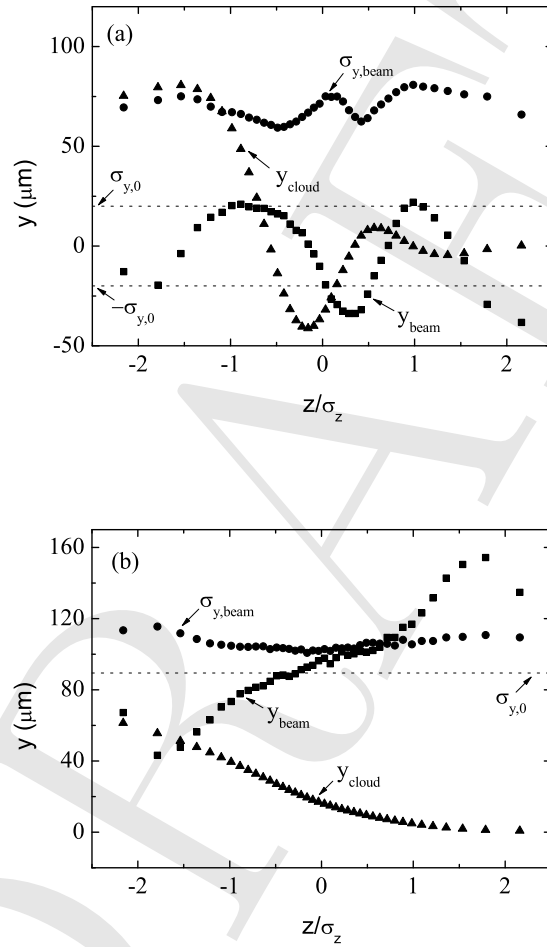 (a)
100
50
0
-50
y (μm)
σy,beam
ycloud
σy,0
−σy,0
ybeam
-2 -1 0 1 2
z/σz
(b)
160
120
80
40
0
y (μm)
σy,beam
ybeam
σy,0
ycloud
-2 -1 0 1 2
z/σz
DRAFT